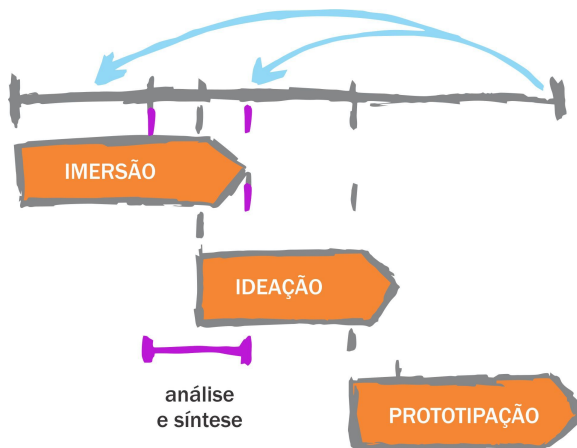 IMERSÃO
IDEAÇÃO
análise
e síntese
PROTOTIPAÇÃO